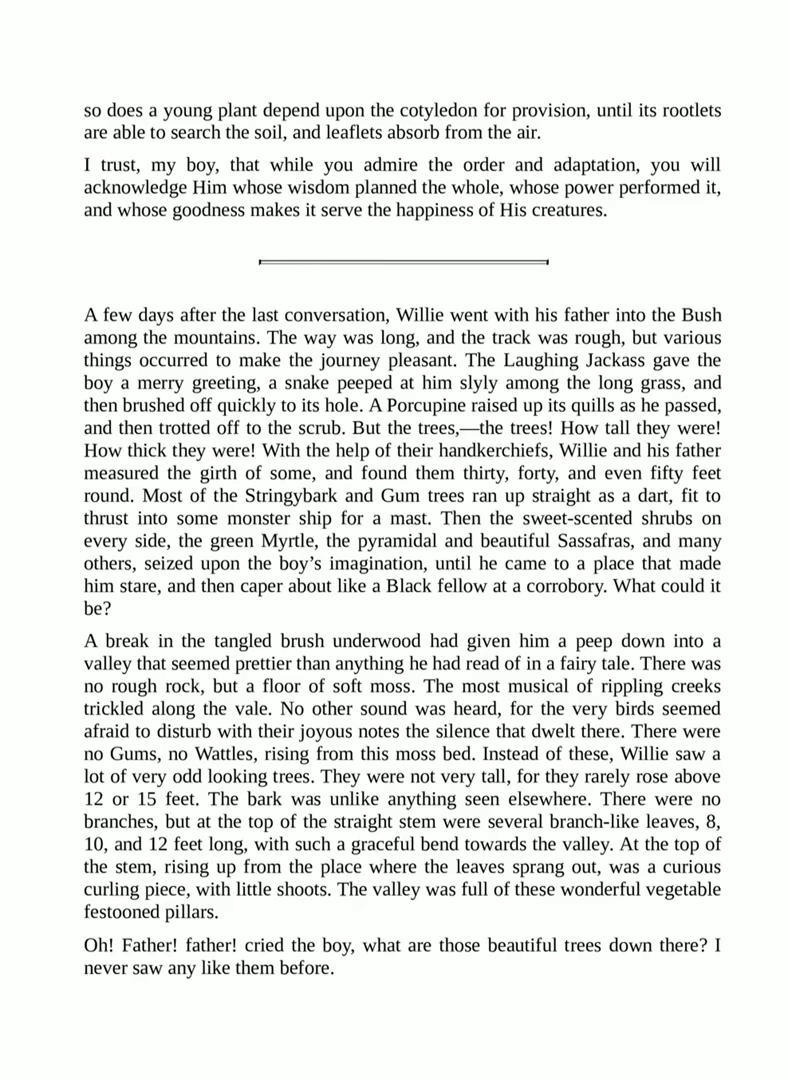 so does a young plant depend upon the cotyledon for provision, until its rootlets
are able to search the soil, and leaflets absorb from the air.
I trust, my boy, that while you admire the order and adaptation, you will
acknowledge Him whose wisdom planned the whole, whose power performed it,
and whose goodness makes it serve the happiness of His creatures.
A few days after the last conversation, Willie went with his father into the Bush
among the mountains. The way was long, and the track was rough, but various
things occurred to make the journey pleasant. The Laughing Jackass gave the
boy a merry greeting, a snake peeped at him slyly among the long grass, and
then brushed off quickly to its hole. A Porcupine raised up its quills as he passed,
and then trotted off to the scrub. But the trees,—the trees! How tall they were!
How thick they were! With the help of their handkerchiefs, Willie and his father
measured the girth of some, and found them thirty, forty, and even fifty feet
round. Most of the Stringybark and Gum trees ran up straight as a dart, fit to
thrust into some monster ship for a mast. Then the sweet-scented shrubs on
every side, the green Myrtle, the pyramidal and beautiful Sassafras, and many
others, seized upon the boy’s imagination, until he came to a place that made
him stare, and then caper about like a Black fellow at a corrobory. What could it
be?
A break in the tangled brush underwood had given him a peep down into a
valley that seemed prettier than anything he had read of in a fairy tale. There was
no rough rock, but a floor of soft moss. The most musical of rippling creeks
trickled along the vale. No other sound was heard, for the very birds seemed
afraid to disturb with their joyous notes the silence that dwelt there. There were
no Gums, no Wattles, rising from this moss bed. Instead of these, Willie saw a
lot of very odd looking trees. They were not very tall, for they rarely rose above
12 or 15 feet. The bark was unlike anything seen elsewhere. There were no
branches, but at the top of the straight stem were several branch-like leaves, 8,
10, and 12 feet long, with such a graceful bend towards the valley. At the top of
the stem, rising up from the place where the leaves sprang out, was a curious
curling piece, with little shoots. The valley was full of these wonderful vegetable
festooned pillars.
Oh! Father! father! cried the boy, what are those beautiful trees down there? I
never saw any like them before.